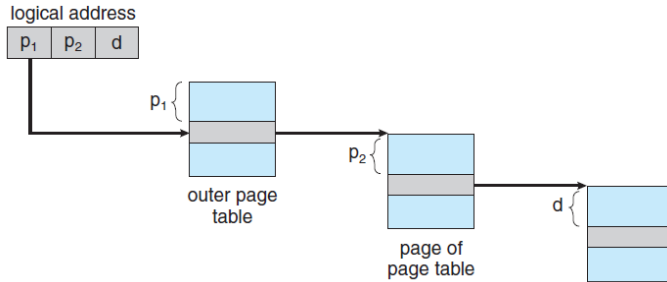 logical address
p₁ p₂ d
p₁
outer page
table
p₂
page of
page table
d